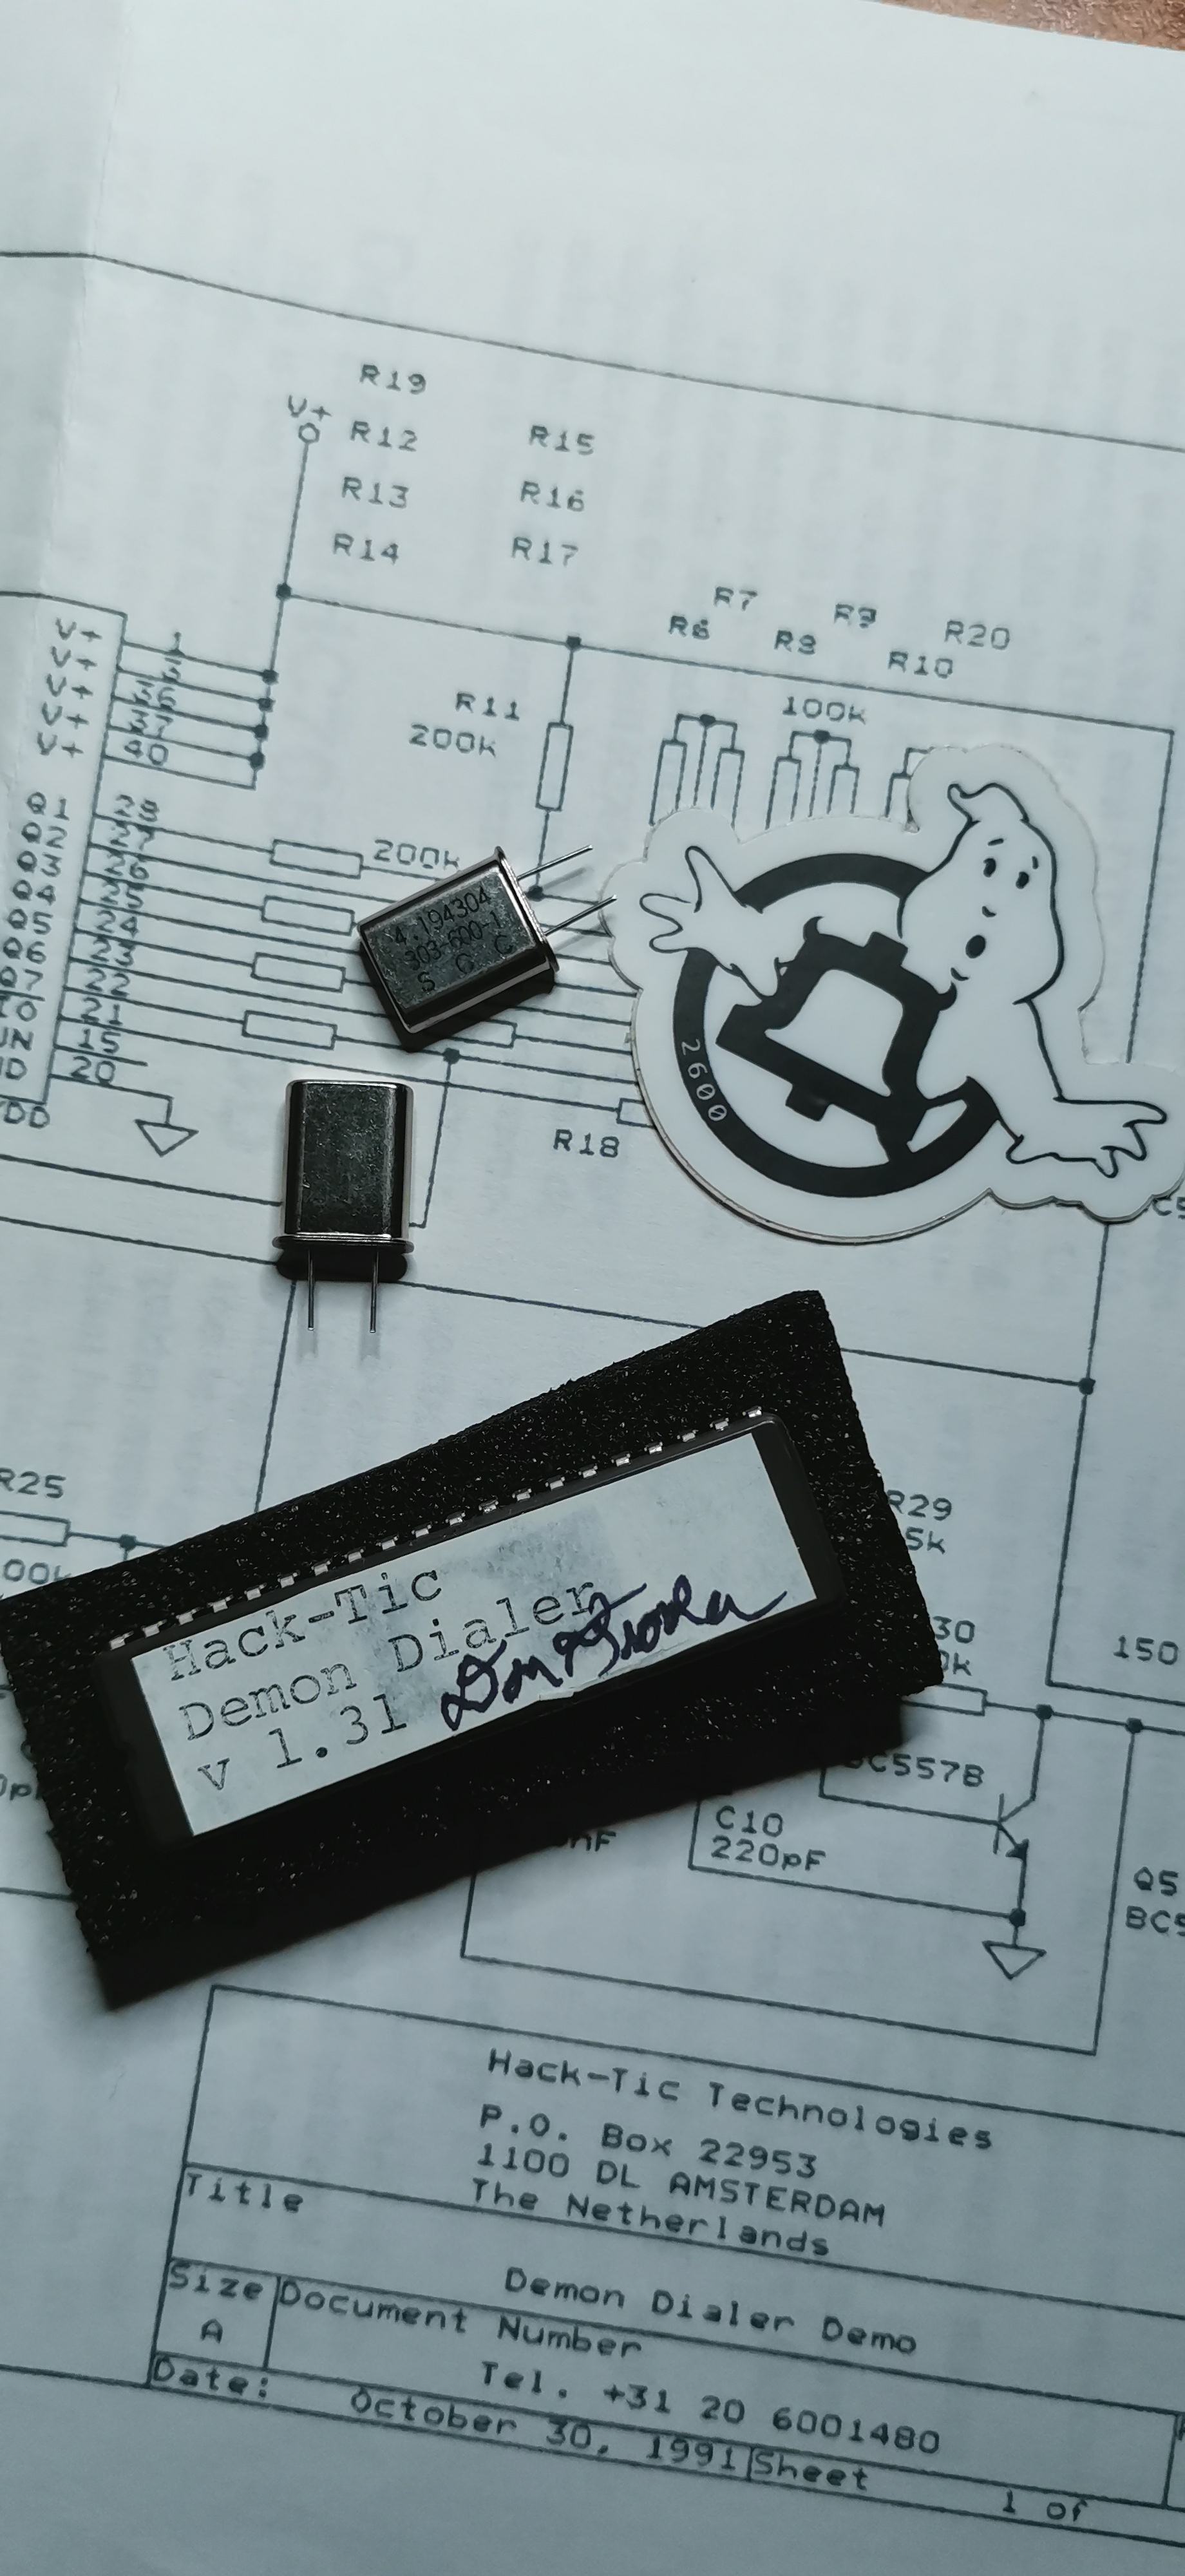 R19
V+
R12 R15
R13 R16
R14 R17
R7 R9 R20
R6 R8 R10
V+ 1
V+
V+
V+
V+ 40
R11
200k
100k
Q1 28
Q2 27
Q3 26
Q4 25
Q5 24
Q6 23
Q7 22
21
15
20
200k
4.194304
303-600-1
S G C
2600
R18
R25
R29
5k
30
150
Hack-Tic
Demon Dialer
v 1.31
C557B
C10
220pF
nF
Q5
Hack-Tic Technologies
P.O. Box 22953
1100 DL AMSTERDAM
The Netherlands
Title
Demon Dialer Demo
Size Document Number
A
Tel. +31 20 6001480
Date: October 30, 1991 Sheet 1 of